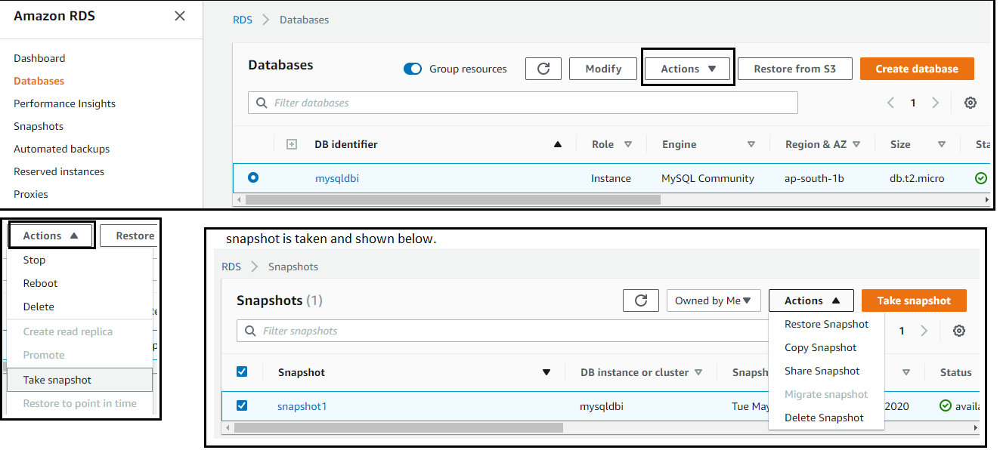 Amazon RDS
Dashboard
Databases
Performance Insights
Snapshots
Automated backups
Reserved instances
Proxies
RDS > Databases
Databases
Group resources
Modify
Actions
Restore from S3
Create database
Filter databases
1
DB identifier
Role
Engine
Region & AZ
Size
Sta
mysqldbi
Instance
MySQL Community
ap-south-1b
db.t2.micro
Actions
Restore
Stop
Reboot
Delete
Create read replica
Promote
Take snapshot
Restore to point in time
snapshot is taken and shown below.
RDS > Snapshots
Snapshots (1)
Owned by Me
Actions
Take snapshot
Filter snapshots
Restore Snapshot
Copy Snapshot
Share Snapshot
Migrate snapshot
Delete Snapshot
1
Snapshot
DB instance or cluster
Snapsh
Status
snapshot1
mysqldbi
Tue May
2020
availa